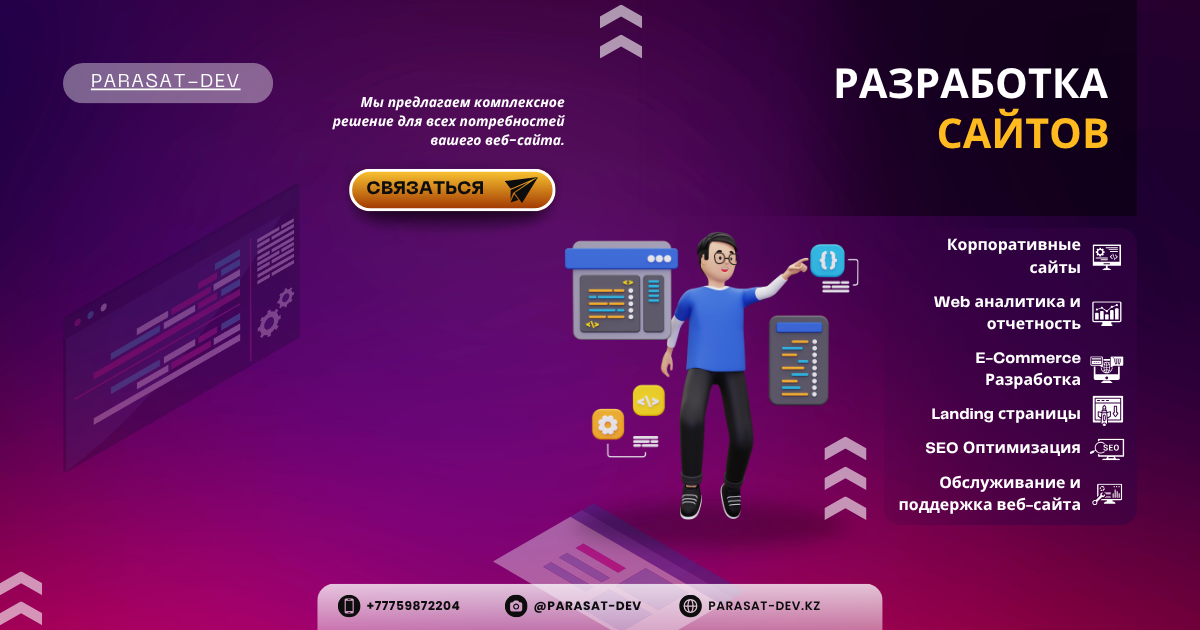 PARASAT-DEV
Мы предлагаем комплексное
решение для всех потребностей
вашего веб-сайта.
СВЯЗАТЬСЯ
РАЗРАБОТКА
САЙТОВ
Корпоративные
сайты
Web аналитика и
отчетность
E-Commerce
Разработка
Landing страницы
SEO Оптимизация
SEO
Обслуживание и
поддержка веб-сайта
+77759872204
@PARASAT-DEV
PARASAT-DEV.KZ